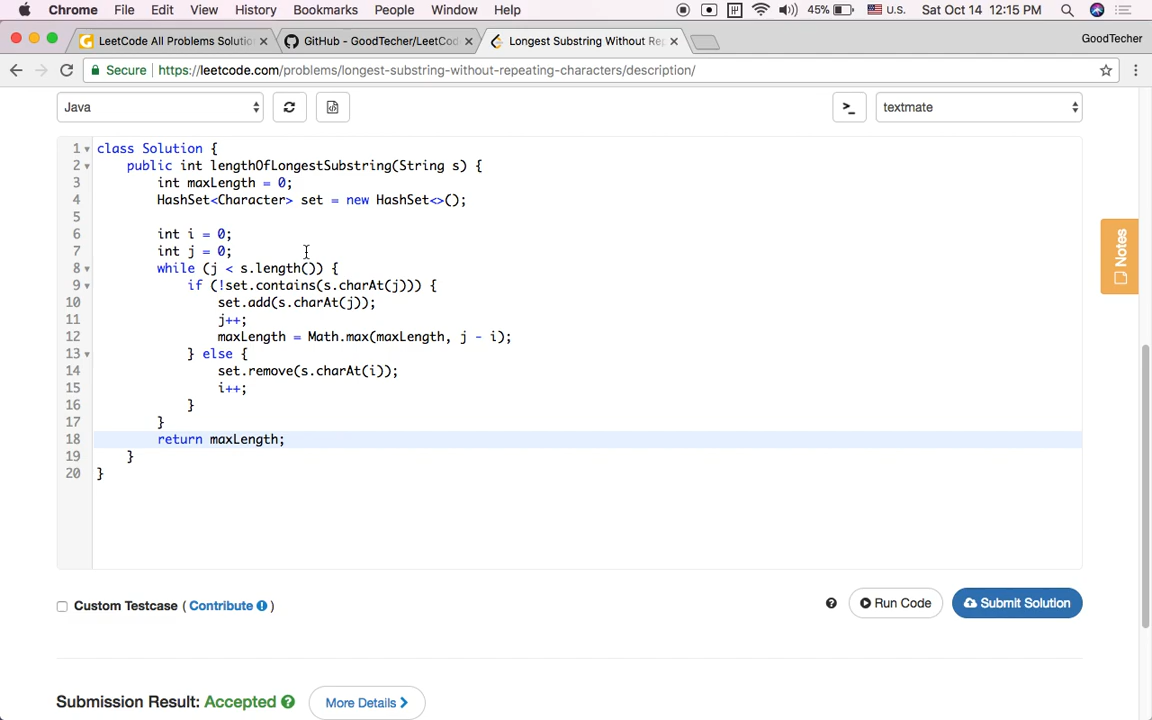 Chrome File Edit View History Bookmarks People Window Help 45% U.S. Sat Oct 14 12:15 PM
LeetCode All Problems Solutio GitHub - GoodTecher/LeetCod Longest Substring Without Rep GoodTecher
Secure https://leetcode.com/problems/longest-substring-without-repeating-characters/description/
Java >_ textmate
1 class Solution {
2 public int lengthOfLongestSubstring(String s) {
3 int maxLength = 0;
4 HashSet<Character> set = new HashSet<>();
5
6 int i = 0;
7 int j = 0;
8 while (j < s.length()) {
9 if (!set.contains(s.charAt(j))) {
10 set.add(s.charAt(j));
11 j++;
12 maxLength = Math.max(maxLength, j - i);
13 } else {
14 set.remove(s.charAt(i));
15 i++;
16 }
17 }
18 return maxLength;
19 }
20 }
Notes
Custom Testcase ( Contribute ! ) ? Run Code Submit Solution
Submission Result: Accepted ? More Details